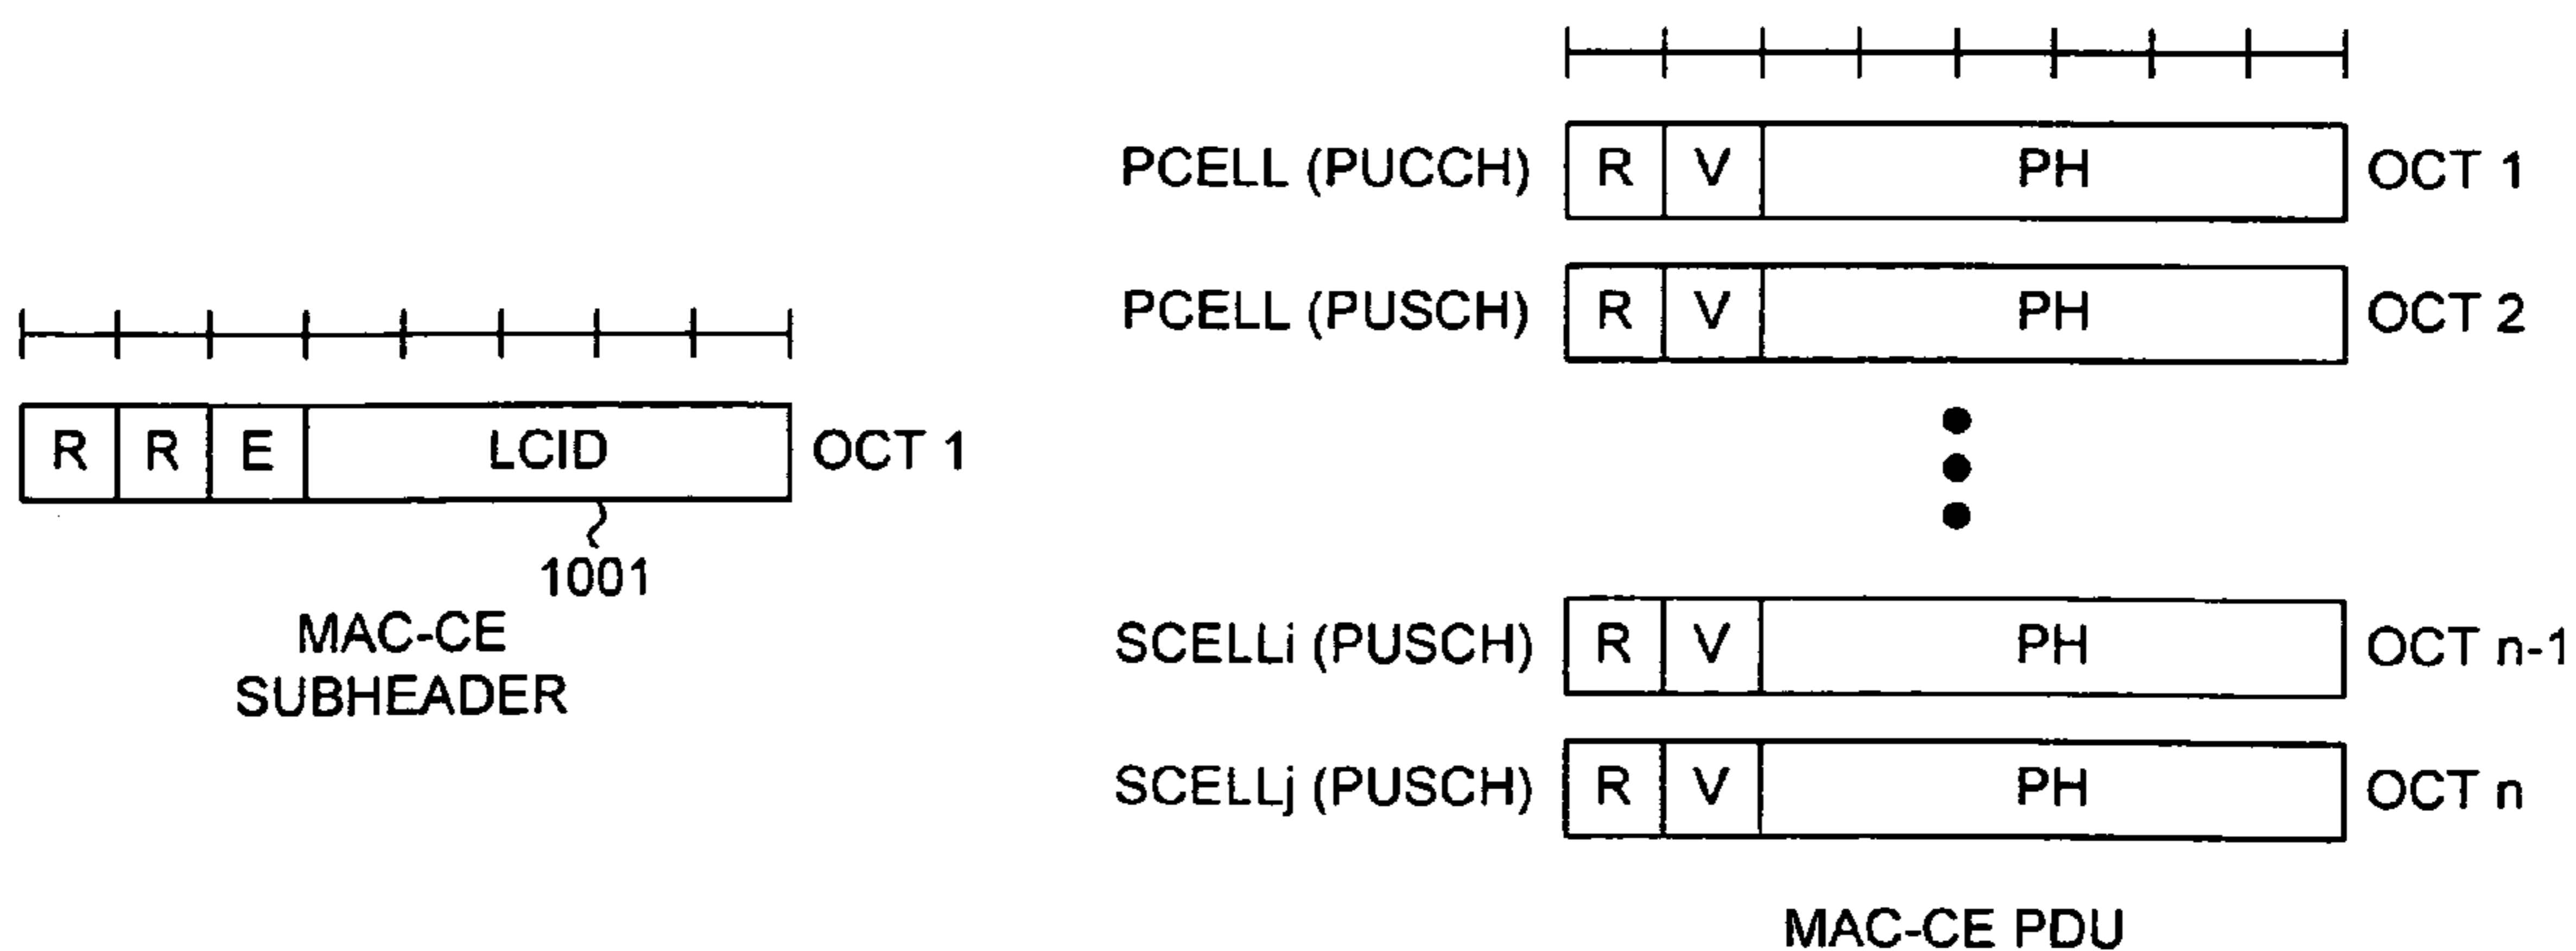 R R E LCID OCT 1
1001
MAC-CE
SUBHEADER
PCELL (PUCCH) R V PH OCT 1
PCELL (PUSCH) R V PH OCT 2
SCELLi (PUSCH) R V PH OCT n-1
SCELLj (PUSCH) R V PH OCT n
MAC-CE PDU